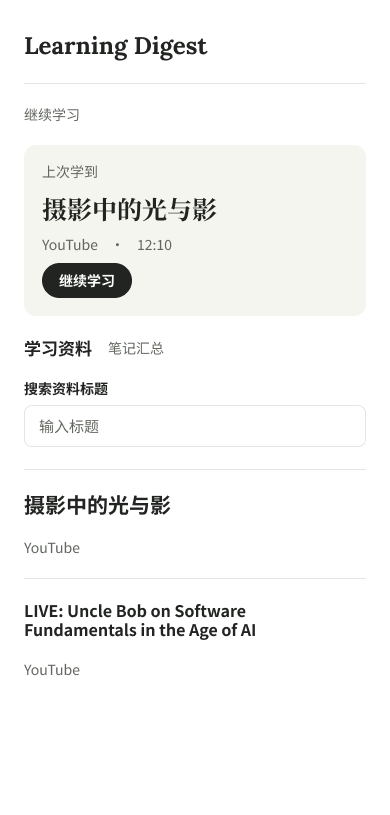 Learning Digest
继续学习
上次学到
摄影中的光与影
YouTube · 12:10
继续学习
学习资料 笔记汇总
搜索资料标题
输入标题
摄影中的光与影
YouTube
LIVE: Uncle Bob on Software
Fundamentals in the Age of AI
YouTube